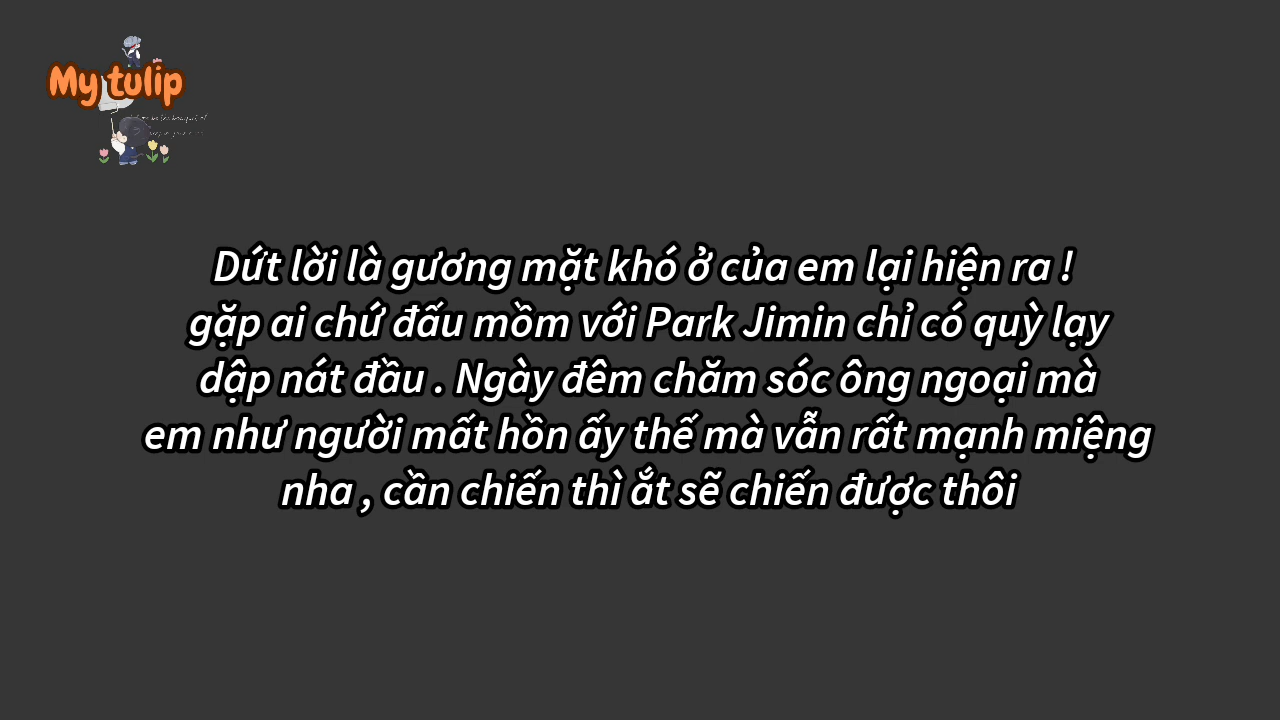 My tulip
Dứt lời là gương mặt khó ở của em lại hiện ra !
gặp ai chứ đấu mồm với Park Jimin chỉ có quỳ lạy
dập nát đầu . Ngày đêm chăm sóc ông ngoại mà
em như người mất hồn ấy thế mà vẫn rất mạnh miệng
nha , cần chiến thì ắt sẽ chiến được thôi